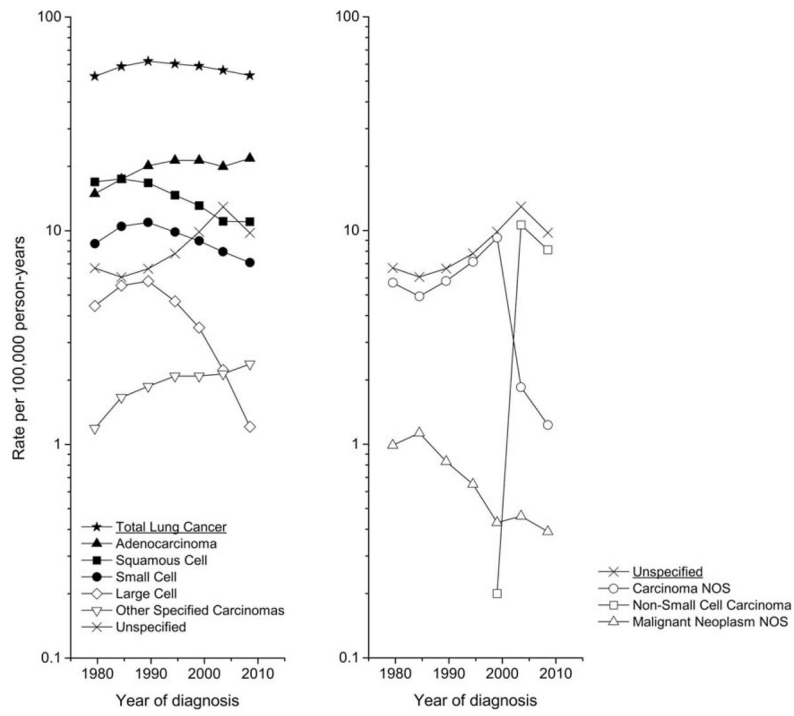 Rate per 100,000 person-years
100
10
1
0.1
1980
1990
2000
2010
Year of diagnosis
Total Lung Cancer
Adenocarcinoma
Squamous Cell
Small Cell
Large Cell
Other Specified Carcinomas
Unspecified
100
10
1
0.1
1980
1990
2000
2010
Year of diagnosis
Unspecified
Carcinoma NOS
Non-Small Cell Carcinoma
Malignant Neoplasm NOS